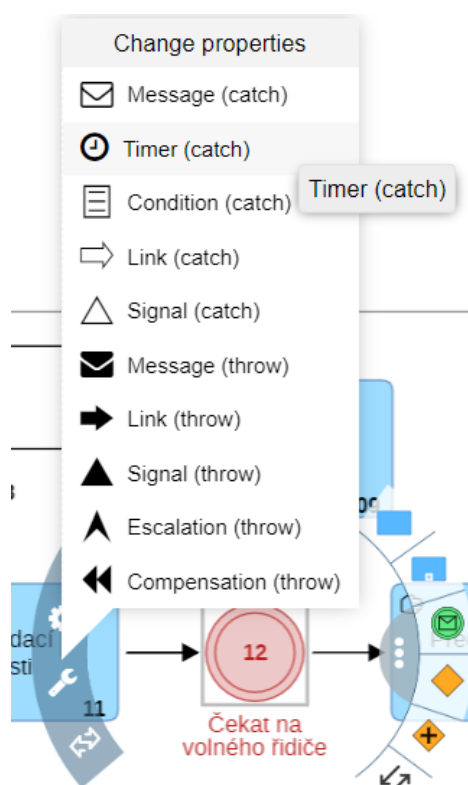 Change properties
Message (catch)
Timer (catch)
Timer (catch)
Condition (catch)
Link (catch)
Signal (catch)
Message (throw)
Link (throw)
Signal (throw)
09
Escalation (throw)
Compensation (throw)
12
11
Čekat na
volného řidiče